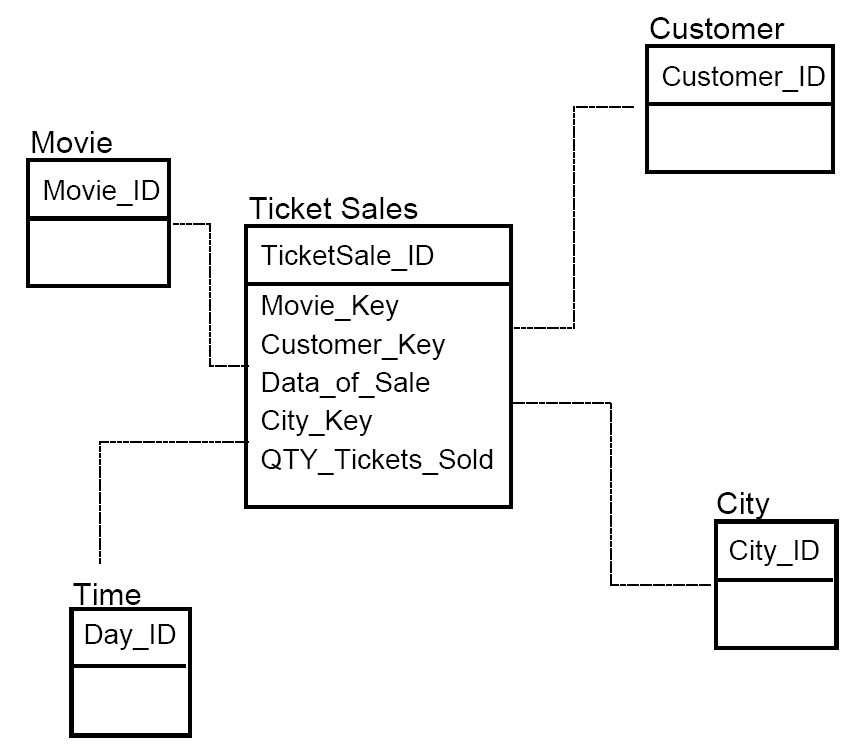 Customer
Customer_ID
Movie
Movie_ID
Ticket Sales
TicketSale_ID
Movie_Key
Customer_Key
Data_of_Sale
City_Key
QTY_Tickets_Sold
City
City_ID
Time
Day_ID